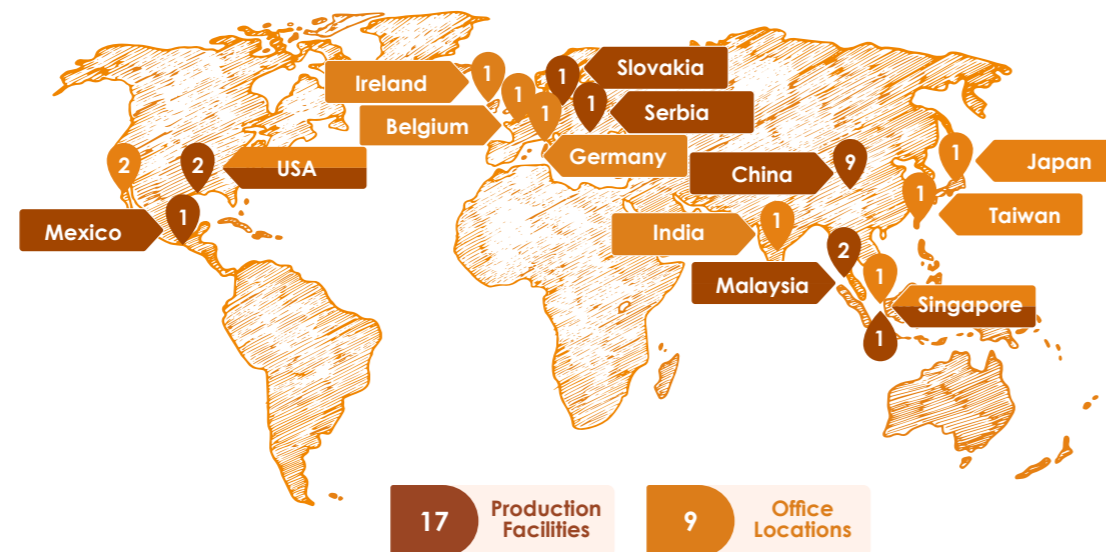 1
Ireland
1
Slovakia
1
1
Serbia
Belgium
1
Germany
2
2
USA
China
9
1
Japan
1
Mexico
1
Taiwan
India
1
2
Malaysia
1
Singapore
1
17
Production
Facilities
9
Office
Locations